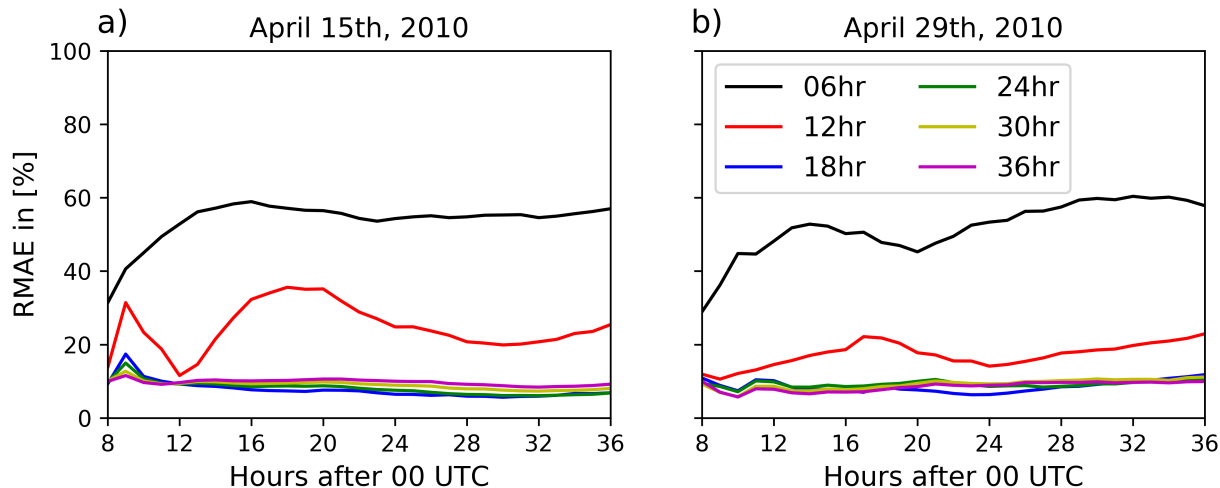 a) April 15th, 2010
RMAE in [%]
100
80
60
40
20
0
8 12 16 20 24 28 32 36
Hours after 00 UTC
b) April 29th, 2010
06hr 24hr
12hr 30hr
18hr 36hr
8 12 16 20 24 28 32 36
Hours after 00 UTC